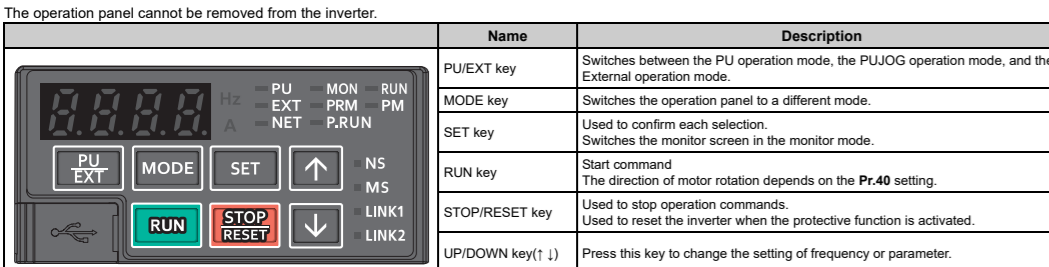 The operation panel cannot be removed from the inverter.
Name Description
PU/EXT key Switches between the PU operation mode, the PUJOG operation mode, and the
External operation mode.
MODE key Switches the operation panel to a different mode.
SET key Used to confirm each selection.
Switches the monitor screen in the monitor mode.
RUN key Start command
The direction of motor rotation depends on the Pr.40 setting.
STOP/RESET key Used to stop operation commands.
Used to reset the inverter when the protective function is activated.
UP/DOWN key(↑ ↓) Press this key to change the setting of frequency or parameter.
8.8.8.8. Hz PU MON RUN
EXT PRM PM
A NET P.RUN
PU
EXT MODE SET ↑ NS
MS
RUN STOP
RESET ↓ LINK1
LINK2